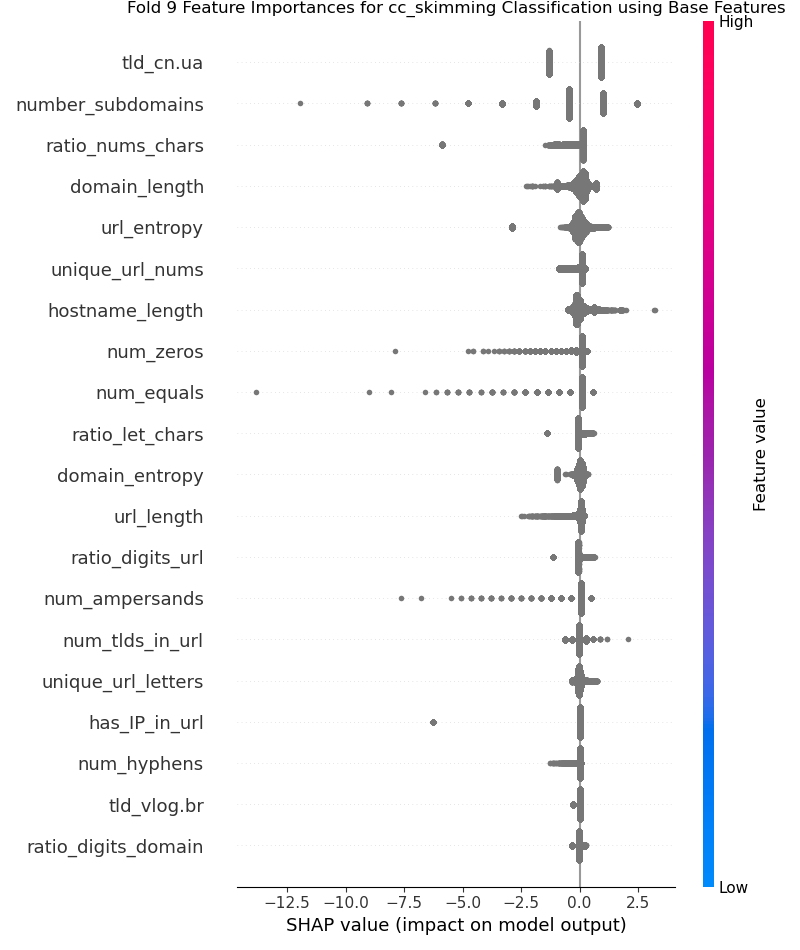 Fold 9 Feature Importances for cc_skimming Classification using Base Features
High
tld_cn.ua
number_subdomains
ratio_nums_chars
domain_length
url_entropy
unique_url_nums
hostname_length
num_zeros
num_equals
ratio_let_chars
domain_entropy
url_length
ratio_digits_url
num_ampersands
num_tlds_in_url
unique_url_letters
has_IP_in_url
num_hyphens
tld_vlog.br
ratio_digits_domain
Feature value
Low
−12.5 −10.0 −7.5 −5.0 −2.5 0.0 2.5
SHAP value (impact on model output)